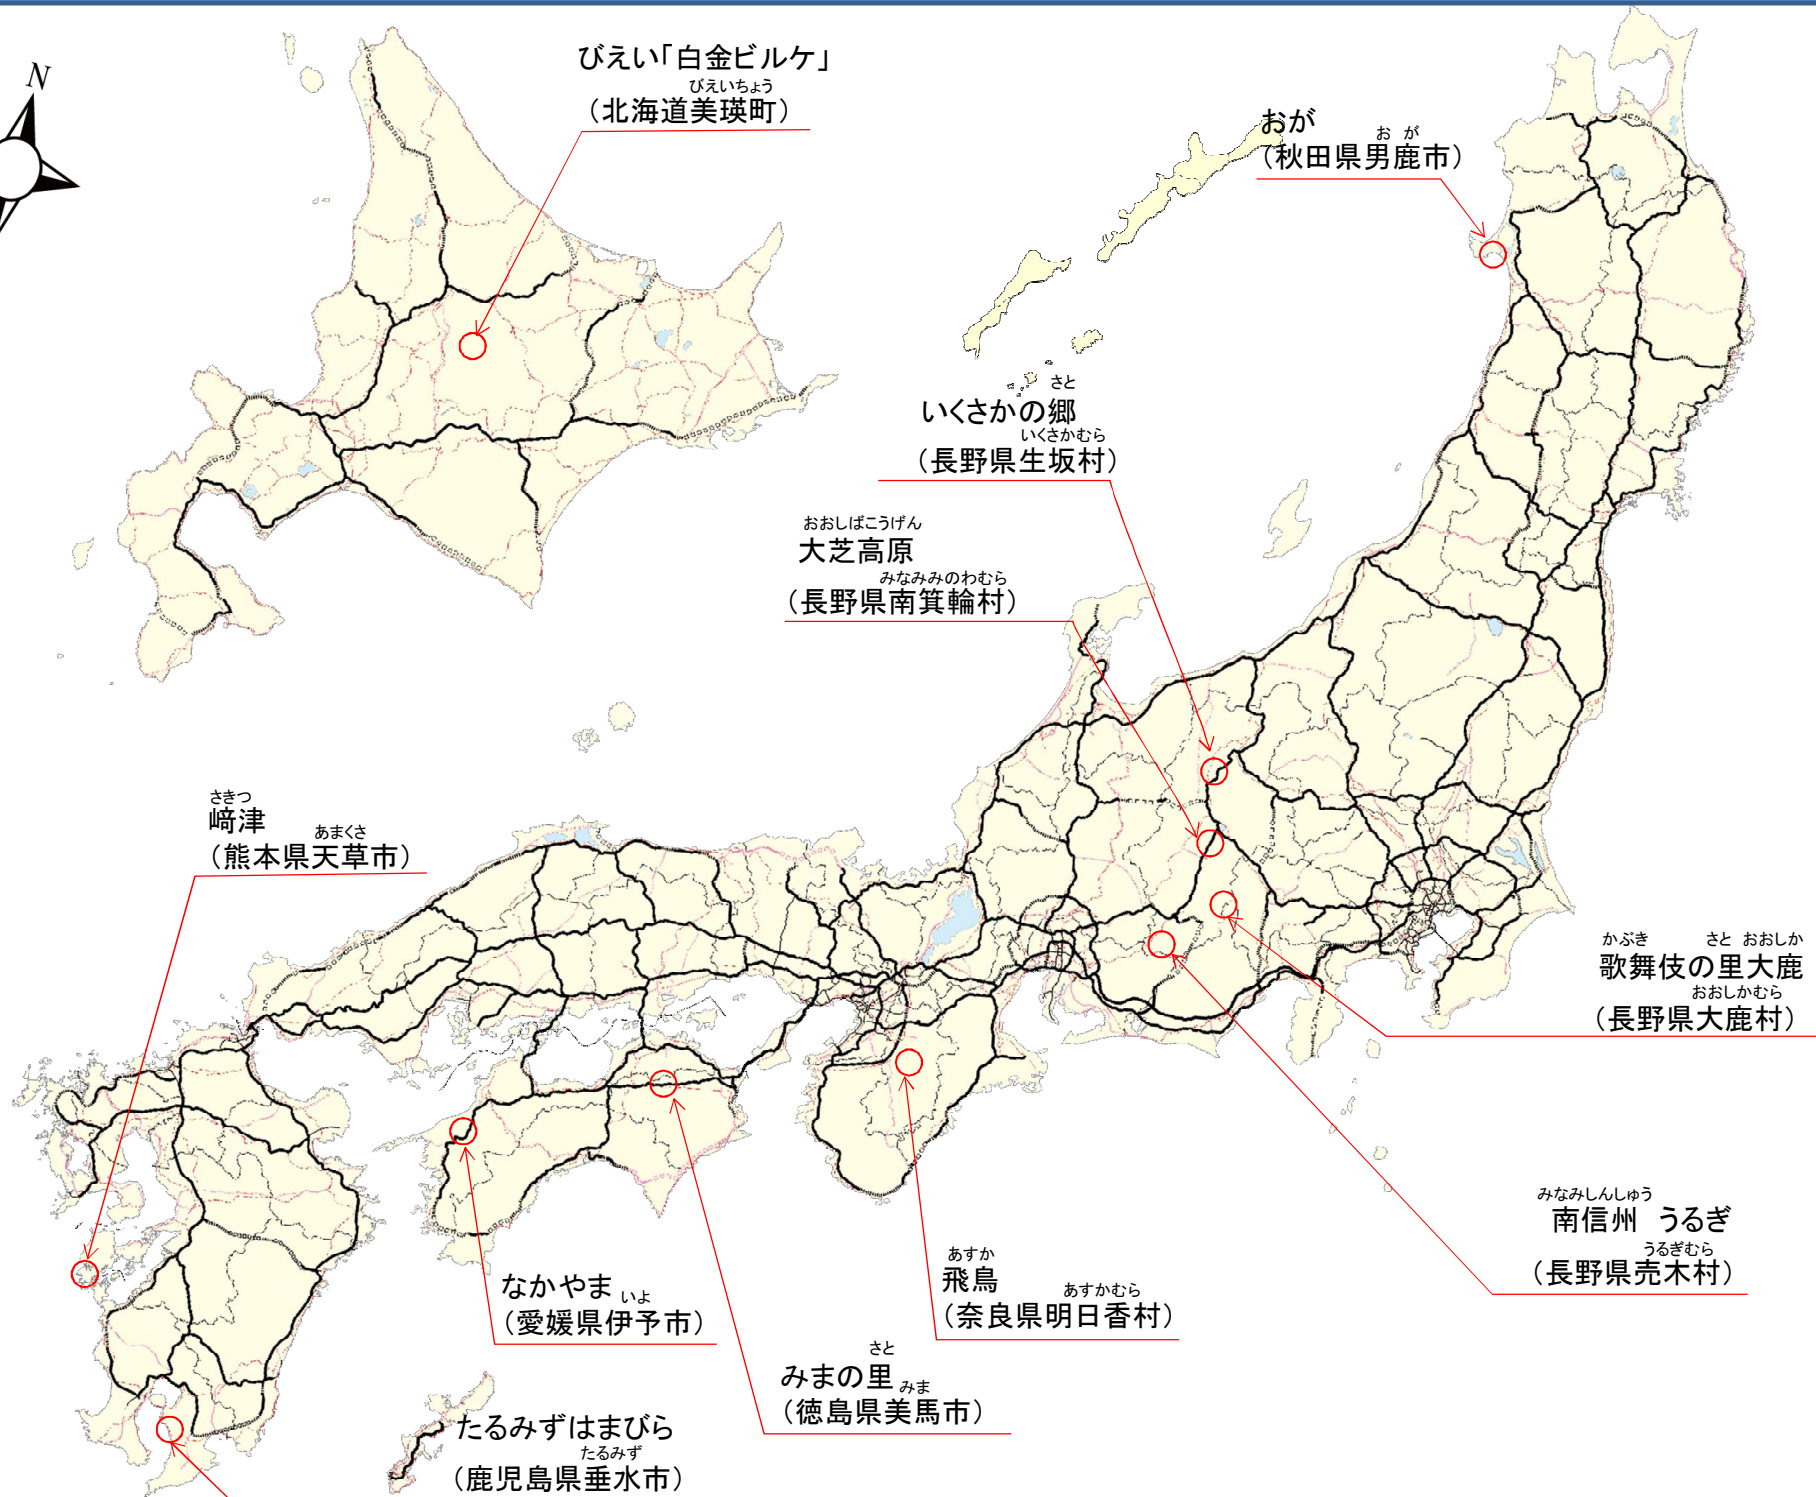 N
びえい「白金ビルケ」
びえいちょう
（北海道美瑛町）
おが
おが
（秋田県男鹿市）
さと
いくさかの郷
いくさかむら
（長野県生坂村）
おおしばこうげん
大芝高原
みなみみのわむら
（長野県南箕輪村）
さきつ
﨑津
あまくさ
（熊本県天草市）
かぶき さと おおしか
歌舞伎の里大鹿
おおしかむら
（長野県大鹿村）
みなみしんしゅう
南信州　うるぎ
うるぎむら
（長野県売木村）
あすか
飛鳥
あすかむら
（奈良県明日香村）
なかやま
いよ
（愛媛県伊予市）
さと
みまの里
みま
（徳島県美馬市）
たるみずはまびら
たるみず
（鹿児島県垂水市）